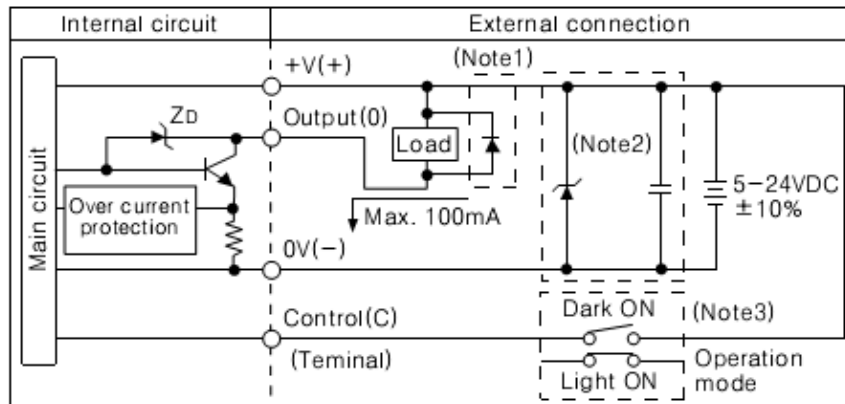 Internal circuit
External connection
+V(+)
(Note1)
ZD
Output(0)
Load
(Note2)
Main circuit
Over current
protection
Max. 100mA
5-24VDC
±10%
0V(-)
Control(C)
(Teminal)
Dark ON
(Note3)
Light ON
Operation
mode